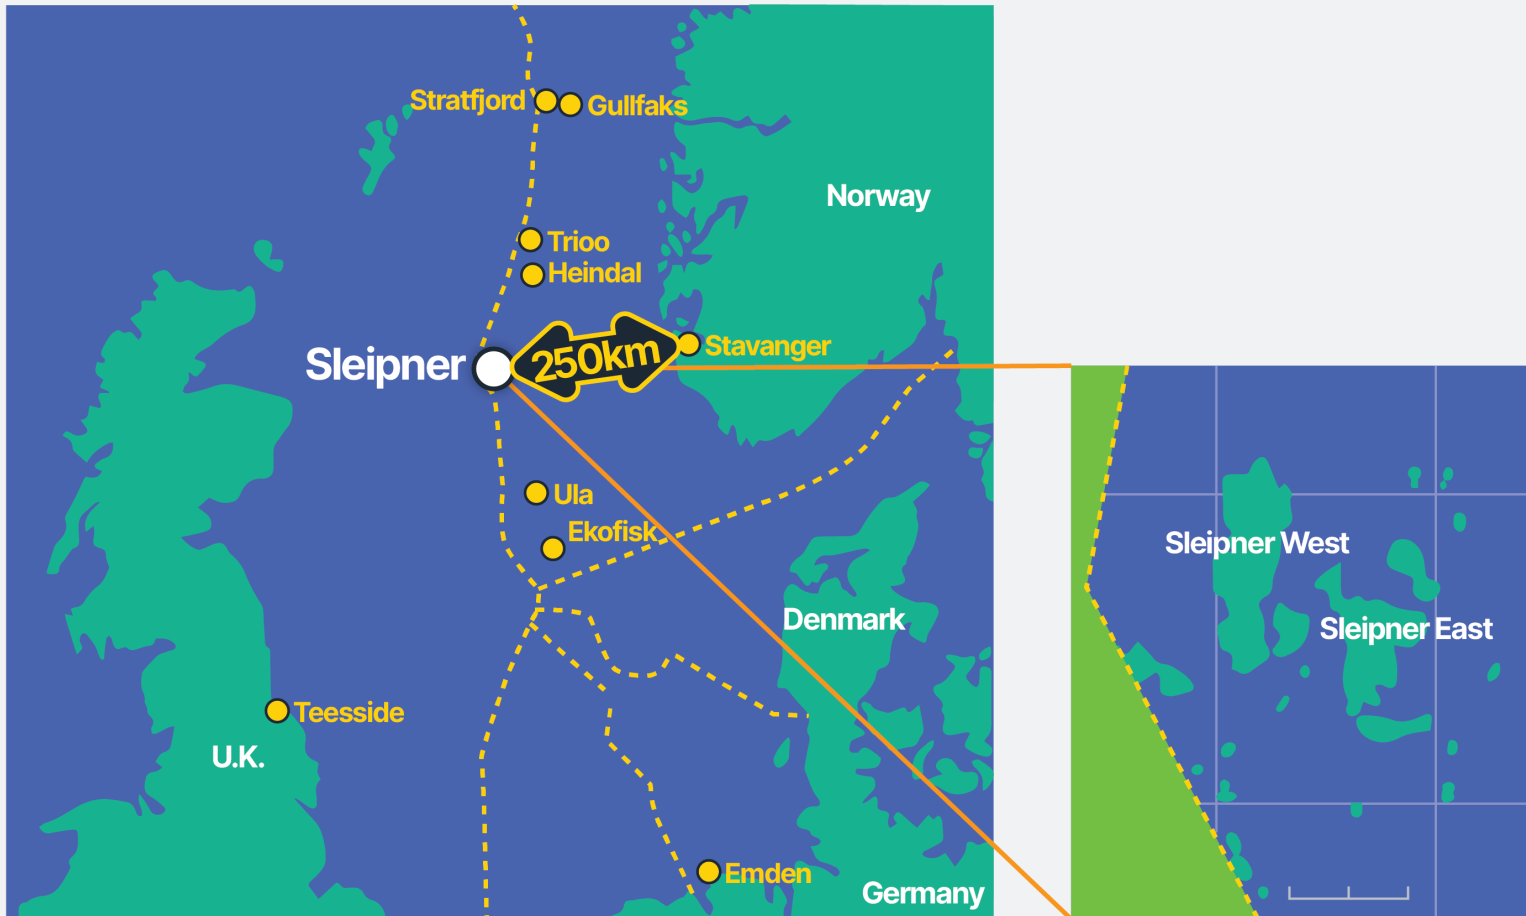 Stratfjord
Gullfaks
Norway
Trioo
Heindal
Sleipner
250km
Stavanger
Ula
Ekofisk
Denmark
Teesside
U.K.
Emden
Germany
Sleipner West
Sleipner East